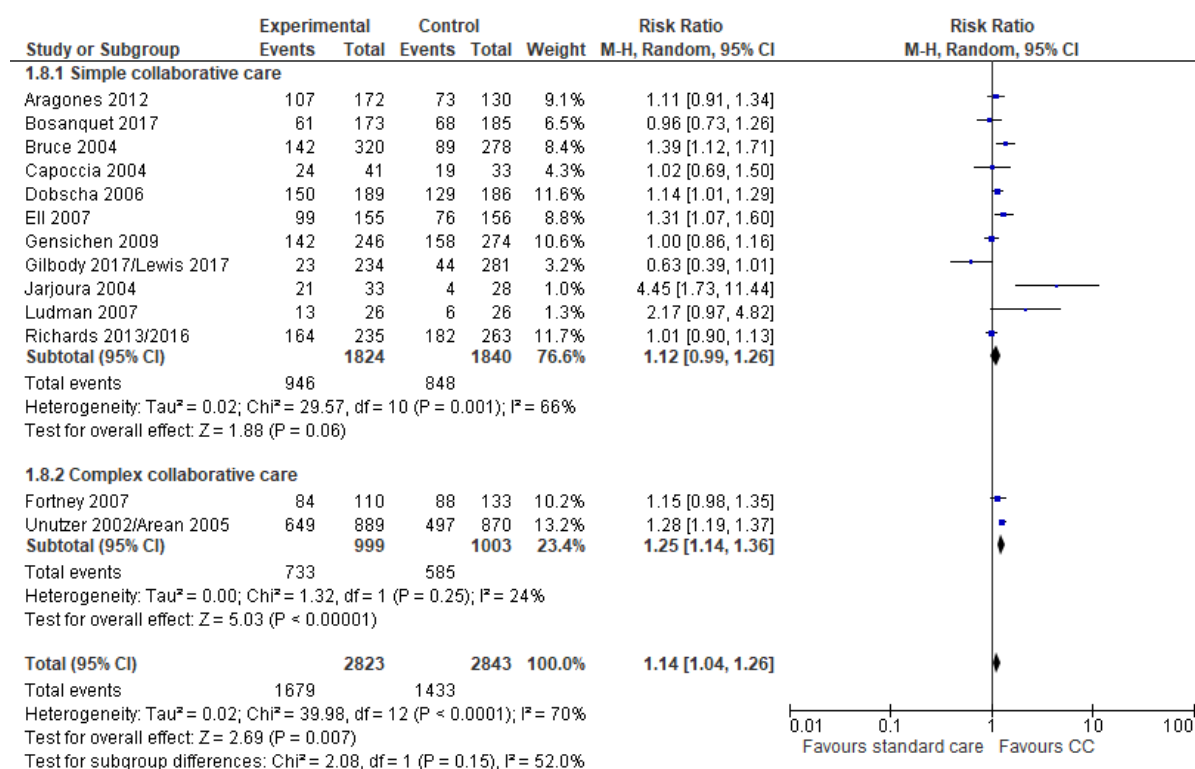 Experimental Control Risk Ratio Risk Ratio
Study or Subgroup Events Total Events Total Weight M-H, Random, 95% CI M-H, Random, 95% CI
1.8.1 Simple collaborative care
Aragones 2012 107 172 73 130 9.1% 1.11 [0.91, 1.34]
Bosanquet 2017 61 173 68 185 6.5% 0.96 [0.73, 1.26]
Bruce 2004 142 320 89 278 8.4% 1.39 [1.12, 1.71]
Capoccia 2004 24 41 19 33 4.3% 1.02 [0.69, 1.50]
Dobscha 2006 150 189 129 186 11.6% 1.14 [1.01, 1.29]
Ell 2007 99 155 76 156 8.8% 1.31 [1.07, 1.60]
Gensichen 2009 142 246 158 274 10.6% 1.00 [0.86, 1.16]
Gilbody 2017/Lewis 2017 23 234 44 281 3.2% 0.63 [0.39, 1.01]
Jarjoura 2004 21 33 4 28 1.0% 4.45 [1.73, 11.44]
Ludman 2007 13 26 6 26 1.3% 2.17 [0.97, 4.82]
Richards 2013/2016 164 235 182 263 11.7% 1.01 [0.90, 1.13]
Subtotal (95% CI) 1824 1840 76.6% 1.12 [0.99, 1.26]
Total events 946 848
Heterogeneity: Tau² = 0.02; Chi² = 29.57, df = 10 (P = 0.001); I² = 66%
Test for overall effect: Z = 1.88 (P = 0.06)
1.8.2 Complex collaborative care
Fortney 2007 84 110 88 133 10.2% 1.15 [0.98, 1.35]
Unutzer 2002/Arean 2005 649 889 497 870 13.2% 1.28 [1.19, 1.37]
Subtotal (95% CI) 999 1003 23.4% 1.25 [1.14, 1.36]
Total events 733 585
Heterogeneity: Tau² = 0.00; Chi² = 1.32, df = 1 (P = 0.25); I² = 24%
Test for overall effect: Z = 5.03 (P < 0.00001)
Total (95% CI) 2823 2843 100.0% 1.14 [1.04, 1.26]
Total events 1679 1433
Heterogeneity: Tau² = 0.02; Chi² = 39.98, df = 12 (P < 0.0001); I² = 70%
Test for overall effect: Z = 2.69 (P = 0.007)
Test for subgroup differences: Chi² = 2.08, df = 1 (P = 0.15), I² = 52.0%
0.01 0.1 1 10 100
Favours standard care Favours CC